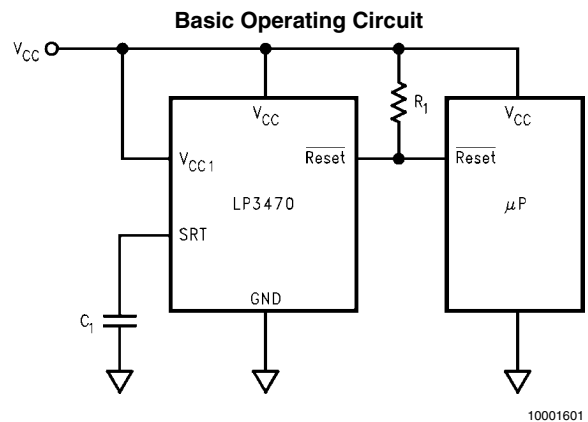 Basic Operating Circuit
V_CC
V_CC
V_CC1
Reset
R_1
V_CC
Reset
LP3470
μP
SRT
GND
C_1
10001601